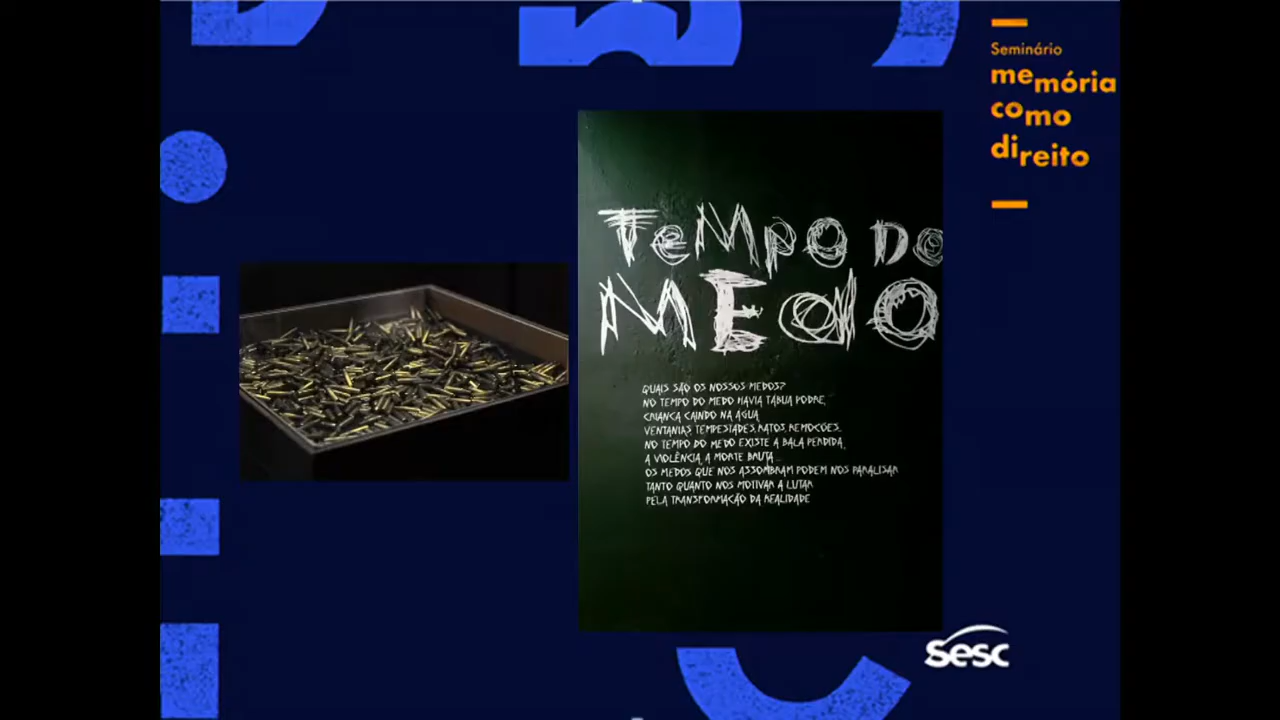 Seminário
memória
como
direito
TeMPO DO
MEdO
QUAIS SÃO OS NOSSOS MEDOS?
NO TEMPO DO MEDO HAVIA TÁBUA PODRE,
CRIANÇA CAINDO NA ÁGUA,
VENTANIAS, TEMPESTADES, RATOS, REMOÇÕES...
NO TEMPO DO MEDO EXISTE A BALA PERDIDA,
A VIOLÊNCIA, A MORTE BRUTA...
OS MEDOS QUE NOS ASSOMBRAM PODEM NOS PARALISAR
TANTO QUANTO NOS MOTIVAR A LUTAR
PELA TRANSFORMAÇÃO DA REALIDADE
Sesc